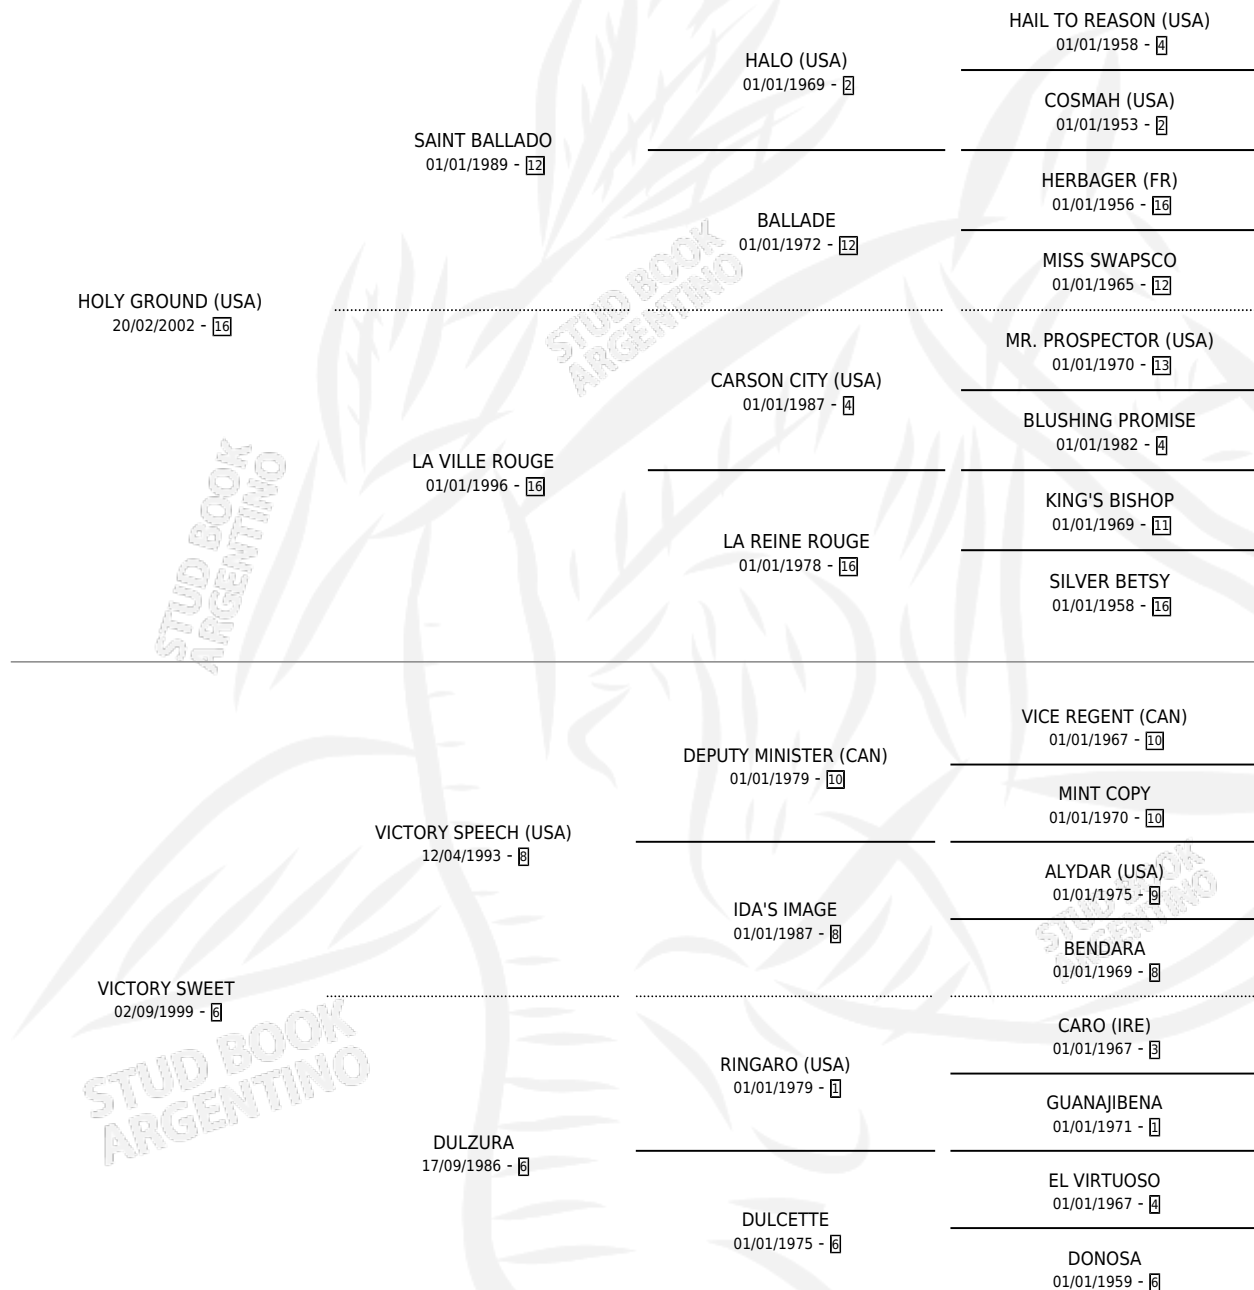 HAIL TO REASON (USA)
01/01/1958 - 4
HALO (USA)
01/01/1969 - 2
COSMAH (USA)
01/01/1953 - 2
SAINT BALLADO
01/01/1989 - 12
HERBAGER (FR)
01/01/1956 - 16
BALLADE
01/01/1972 - 12
MISS SWAPSCO
01/01/1965 - 12
HOLY GROUND (USA)
20/02/2002 - 16
MR. PROSPECTOR (USA)
01/01/1970 - 13
CARSON CITY (USA)
01/01/1987 - 4
BLUSHING PROMISE
01/01/1982 - 4
LA VILLE ROUGE
01/01/1996 - 16
KING'S BISHOP
01/01/1969 - 11
LA REINE ROUGE
01/01/1978 - 16
SILVER BETSY
01/01/1958 - 16
VICE REGENT (CAN)
01/01/1967 - 10
DEPUTY MINISTER (CAN)
01/01/1979 - 10
MINT COPY
01/01/1970 - 10
VICTORY SPEECH (USA)
12/04/1993 - 8
ALYDAR (USA)
01/01/1975 - 9
IDA'S IMAGE
01/01/1987 - 8
BENDARA
01/01/1969 - 8
VICTORY SWEET
02/09/1999 - 6
CARO (IRE)
01/01/1967 - 3
RINGARO (USA)
01/01/1979 - 1
GUANAJIBENA
01/01/1971 - 1
DULZURA
17/09/1986 - 6
EL VIRTUOSO
01/01/1967 - 4
DULCETTE
01/01/1975 - 6
DONOSA
01/01/1959 - 6
STUD BOOK
ARGENTINO
STUD BOOK
ARGENTINO
STUD BOOK
ARGENTINO
STUD BOOK
ARGENTINO